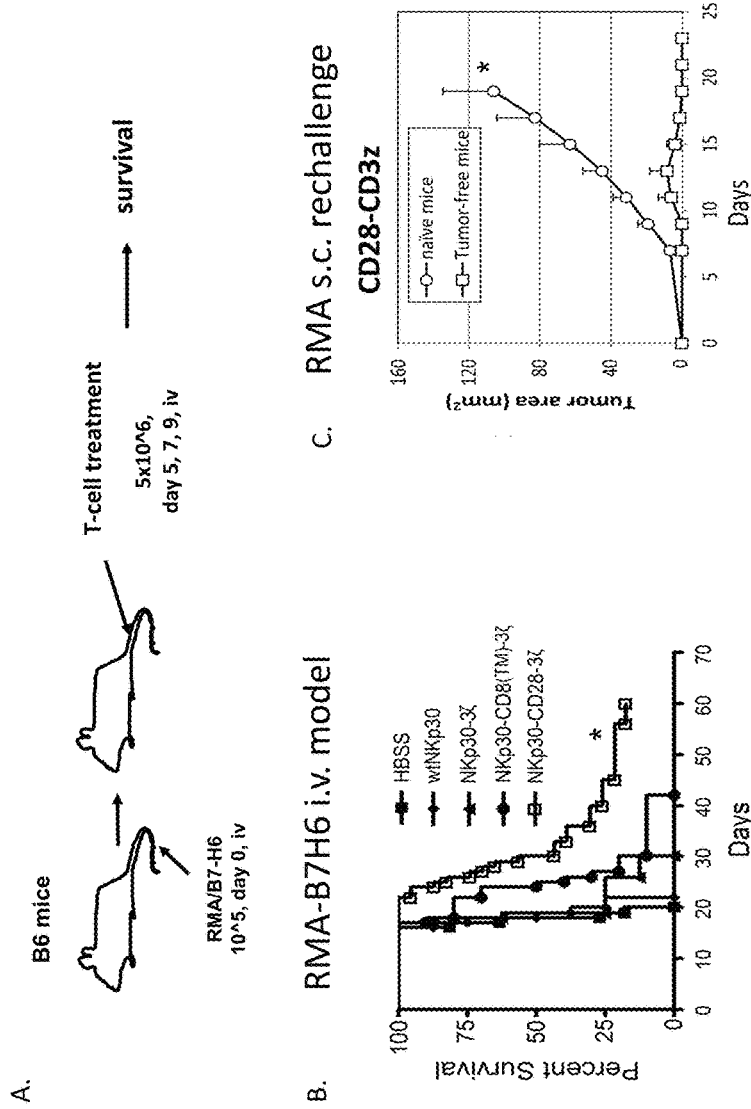 A.
B6 mice
RMA/B7-H6
10^5, day 0, iv
T-cell treatment
5x10^6,
day 5, 7, 9, iv
survival
B.
RMA-B7H6 i.v. model
Percent Survival
100
75
50
25
0
0
10
20
30
40
50
60
70
Days
HBSS
wtNKp30
NKp30-3ζ
NKp30-CD8(TM)-3ζ
NKp30-CD28-3ζ
*
C.
RMA s.c. rechallenge
CD28-CD3z
Tumor area (mm²)
160
120
80
40
0
0
5
10
15
20
25
Days
naïve mice
Tumor-free mice
*